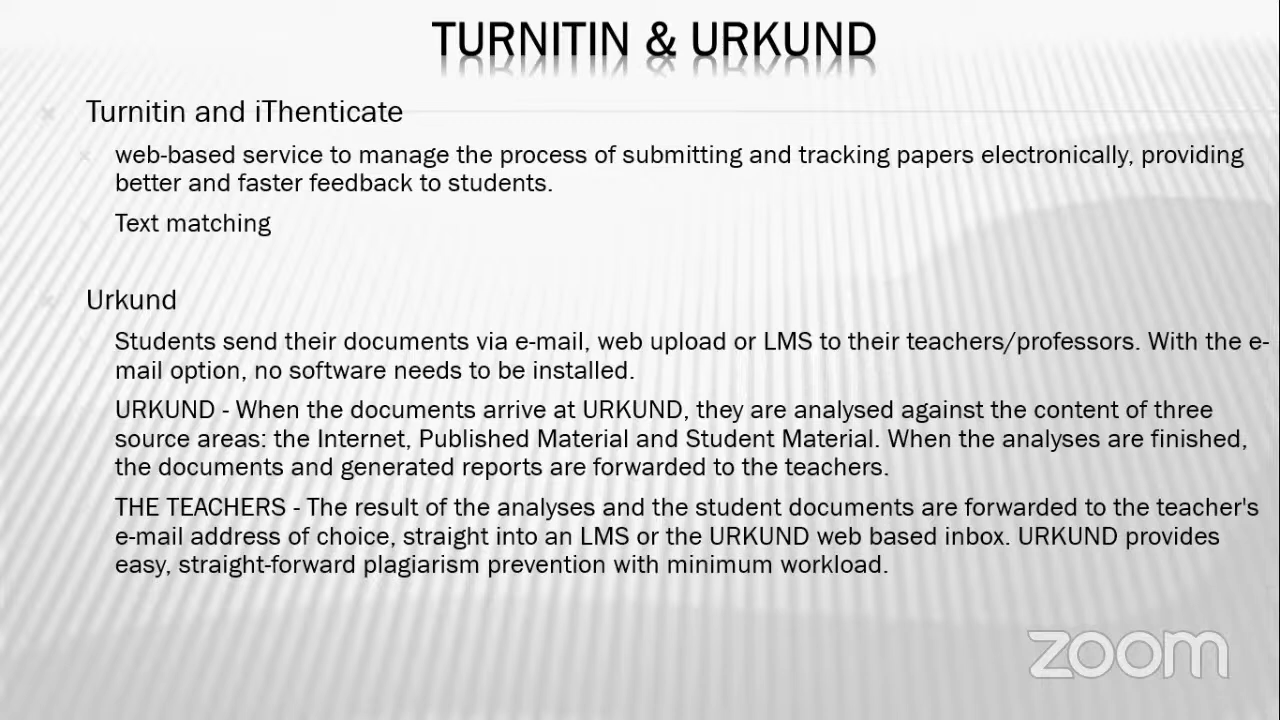 TURNITIN & URKUND
Turnitin and iThenticate
web-based service to manage the process of submitting and tracking papers electronically, providing
better and faster feedback to students.
Text matching
Urkund
Students send their documents via e-mail, web upload or LMS to their teachers/professors. With the e-
mail option, no software needs to be installed.
URKUND - When the documents arrive at URKUND, they are analysed against the content of three
source areas: the Internet, Published Material and Student Material. When the analyses are finished,
the documents and generated reports are forwarded to the teachers.
THE TEACHERS - The result of the analyses and the student documents are forwarded to the teacher's
e-mail address of choice, straight into an LMS or the URKUND web based inbox. URKUND provides
easy, straight-forward plagiarism prevention with minimum workload.
zoom